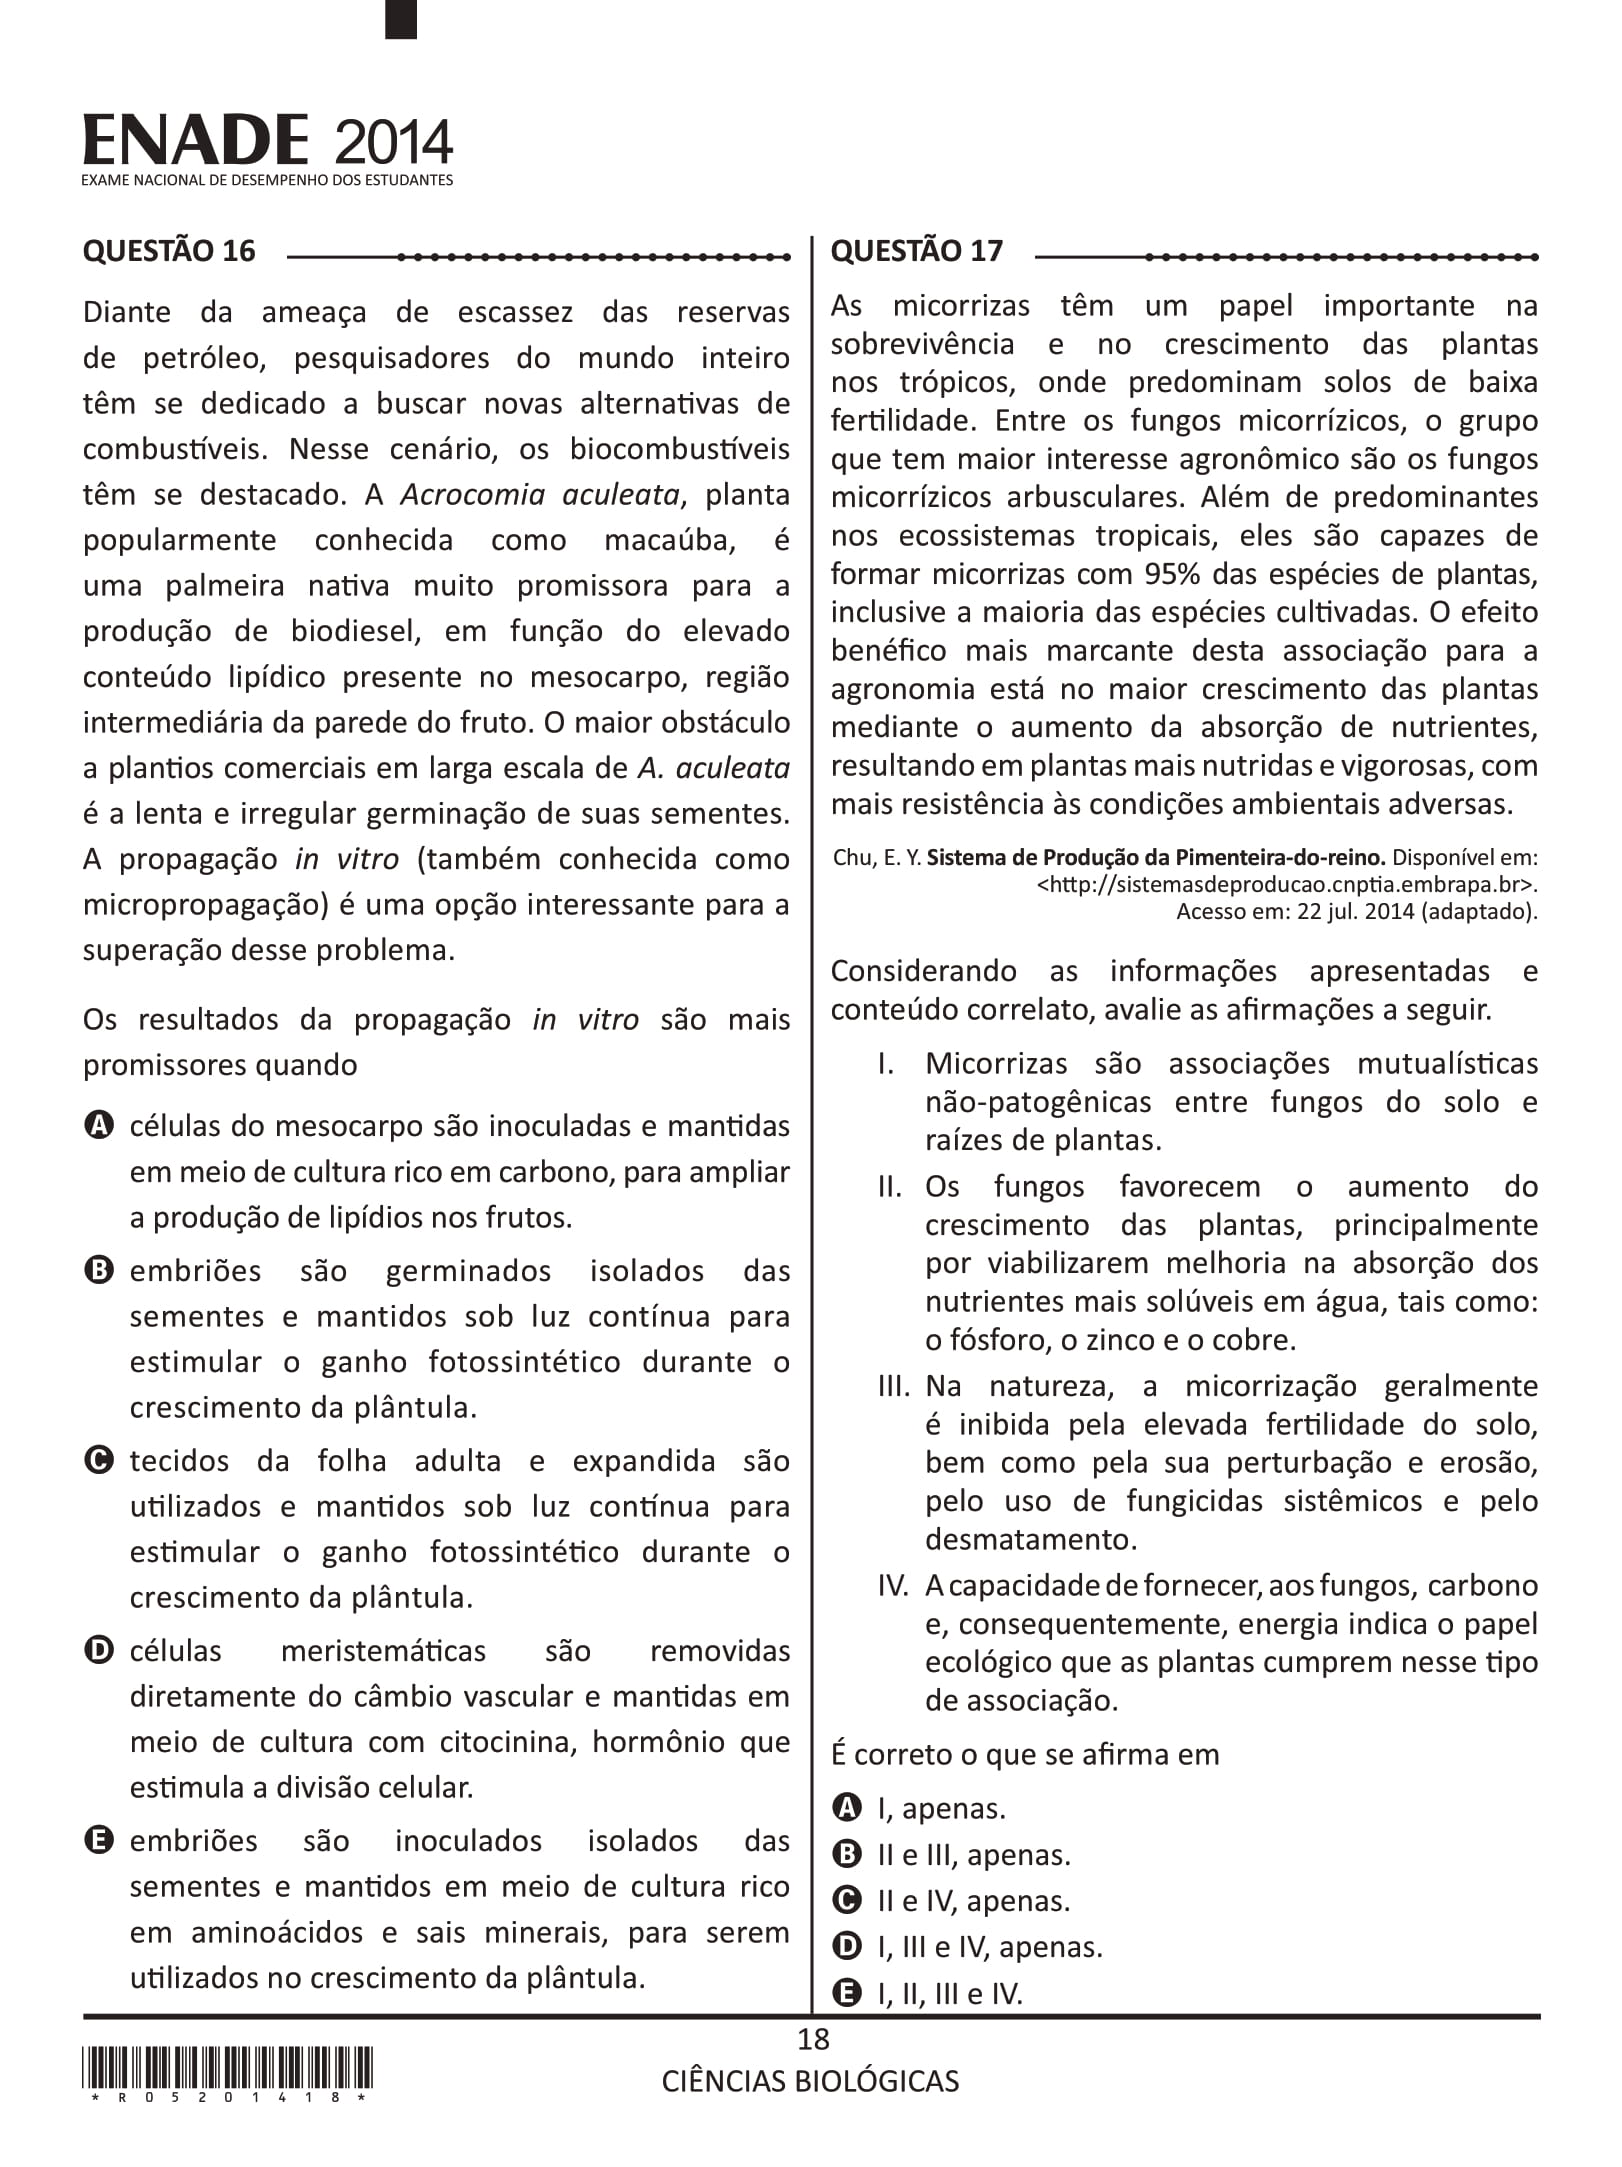 ENADE 2014
EXAME NACIONAL DE DESEMPENHO DOS ESTUDANTES
QUESTÃO 16
Diante da ameaça de escassez das reservas
de petróleo, pesquisadores do mundo inteiro
têm se dedicado a buscar novas alternativas de
combustíveis. Nesse cenário, os biocombustíveis
têm se destacado. A Acrocomia aculeata, planta
popularmente conhecida como macaúba, é
uma palmeira nativa muito promissora para a
produção de biodiesel, em função do elevado
conteúdo lipídico presente no mesocarpo, região
intermediária da parede do fruto. O maior obstáculo
a plantios comerciais em larga escala de A. aculeata
é a lenta e irregular germinação de suas sementes.
A propagação in vitro (também conhecida como
micropropagação) é uma opção interessante para a
superação desse problema.
Os resultados da propagação in vitro são mais
promissores quando
A células do mesocarpo são inoculadas e mantidas
em meio de cultura rico em carbono, para ampliar
a produção de lipídios nos frutos.
B embriões são germinados isolados das
sementes e mantidos sob luz contínua para
estimular o ganho fotossintético durante o
crescimento da plântula.
C tecidos da folha adulta e expandida são
utilizados e mantidos sob luz contínua para
estimular o ganho fotossintético durante o
crescimento da plântula.
D células meristemáticas são removidas
diretamente do câmbio vascular e mantidas em
meio de cultura com citocinina, hormônio que
estimula a divisão celular.
E embriões são inoculados isolados das
sementes e mantidos em meio de cultura rico
em aminoácidos e sais minerais, para serem
utilizados no crescimento da plântula.
QUESTÃO 17
As micorrizas têm um papel importante na
sobrevivência e no crescimento das plantas
nos trópicos, onde predominam solos de baixa
fertilidade. Entre os fungos micorrízicos, o grupo
que tem maior interesse agronômico são os fungos
micorrízicos arbusculares. Além de predominantes
nos ecossistemas tropicais, eles são capazes de
formar micorrizas com 95% das espécies de plantas,
inclusive a maioria das espécies cultivadas. O efeito
benéfico mais marcante desta associação para a
agronomia está no maior crescimento das plantas
mediante o aumento da absorção de nutrientes,
resultando em plantas mais nutridas e vigorosas, com
mais resistência às condições ambientais adversas.
Chu, E. Y. Sistema de Produção da Pimenteira-do-reino. Disponível em:
<http://sistemasdeproducao.cnptia.embrapa.br>.
Acesso em: 22 jul. 2014 (adaptado).
Considerando as informações apresentadas e
conteúdo correlato, avalie as afirmações a seguir.
I. Micorrizas são associações mutualísticas
não-patogênicas entre fungos do solo e
raízes de plantas.
II. Os fungos favorecem o aumento do
crescimento das plantas, principalmente
por viabilizarem melhoria na absorção dos
nutrientes mais solúveis em água, tais como:
o fósforo, o zinco e o cobre.
III. Na natureza, a micorrização geralmente
é inibida pela elevada fertilidade do solo,
bem como pela sua perturbação e erosão,
pelo uso de fungicidas sistêmicos e pelo
desmatamento.
IV. A capacidade de fornecer, aos fungos, carbono
e, consequentemente, energia indica o papel
ecológico que as plantas cumprem nesse tipo
de associação.
É correto o que se afirma em
A I, apenas.
B II e III, apenas.
C II e IV, apenas.
D I, III e IV, apenas.
E I, II, III e IV.
18
CIÊNCIAS BIOLÓGICAS
*R05201418*